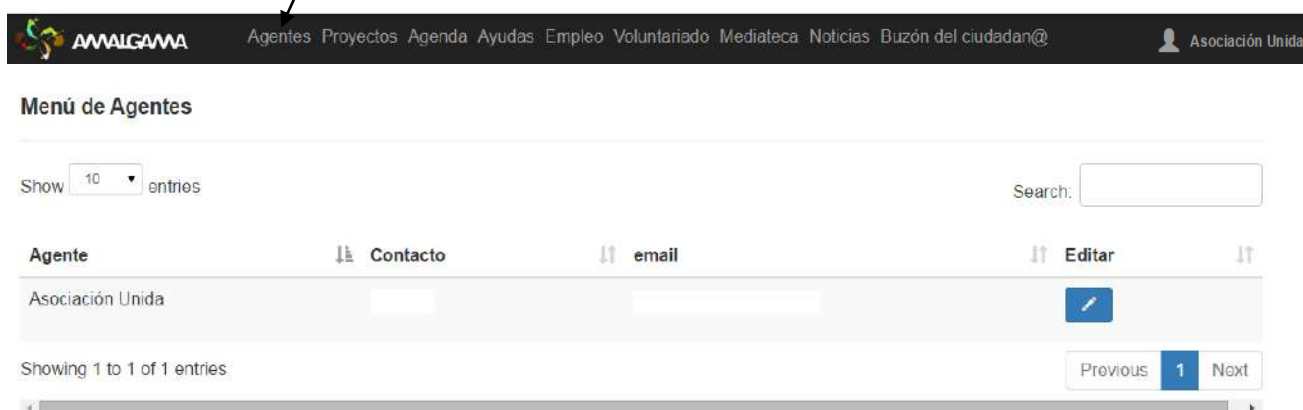 AMALGAMA Agentes Proyectos Agenda Ayudas Empleo Voluntariado Mediateca Noticias Buzón del ciudadan@ Asociación Unida
Menú de Agentes
Show 10 entries Search:
Agente Contacto email Editar
Asociación Unida
Showing 1 to 1 of 1 entries Previous 1 Next